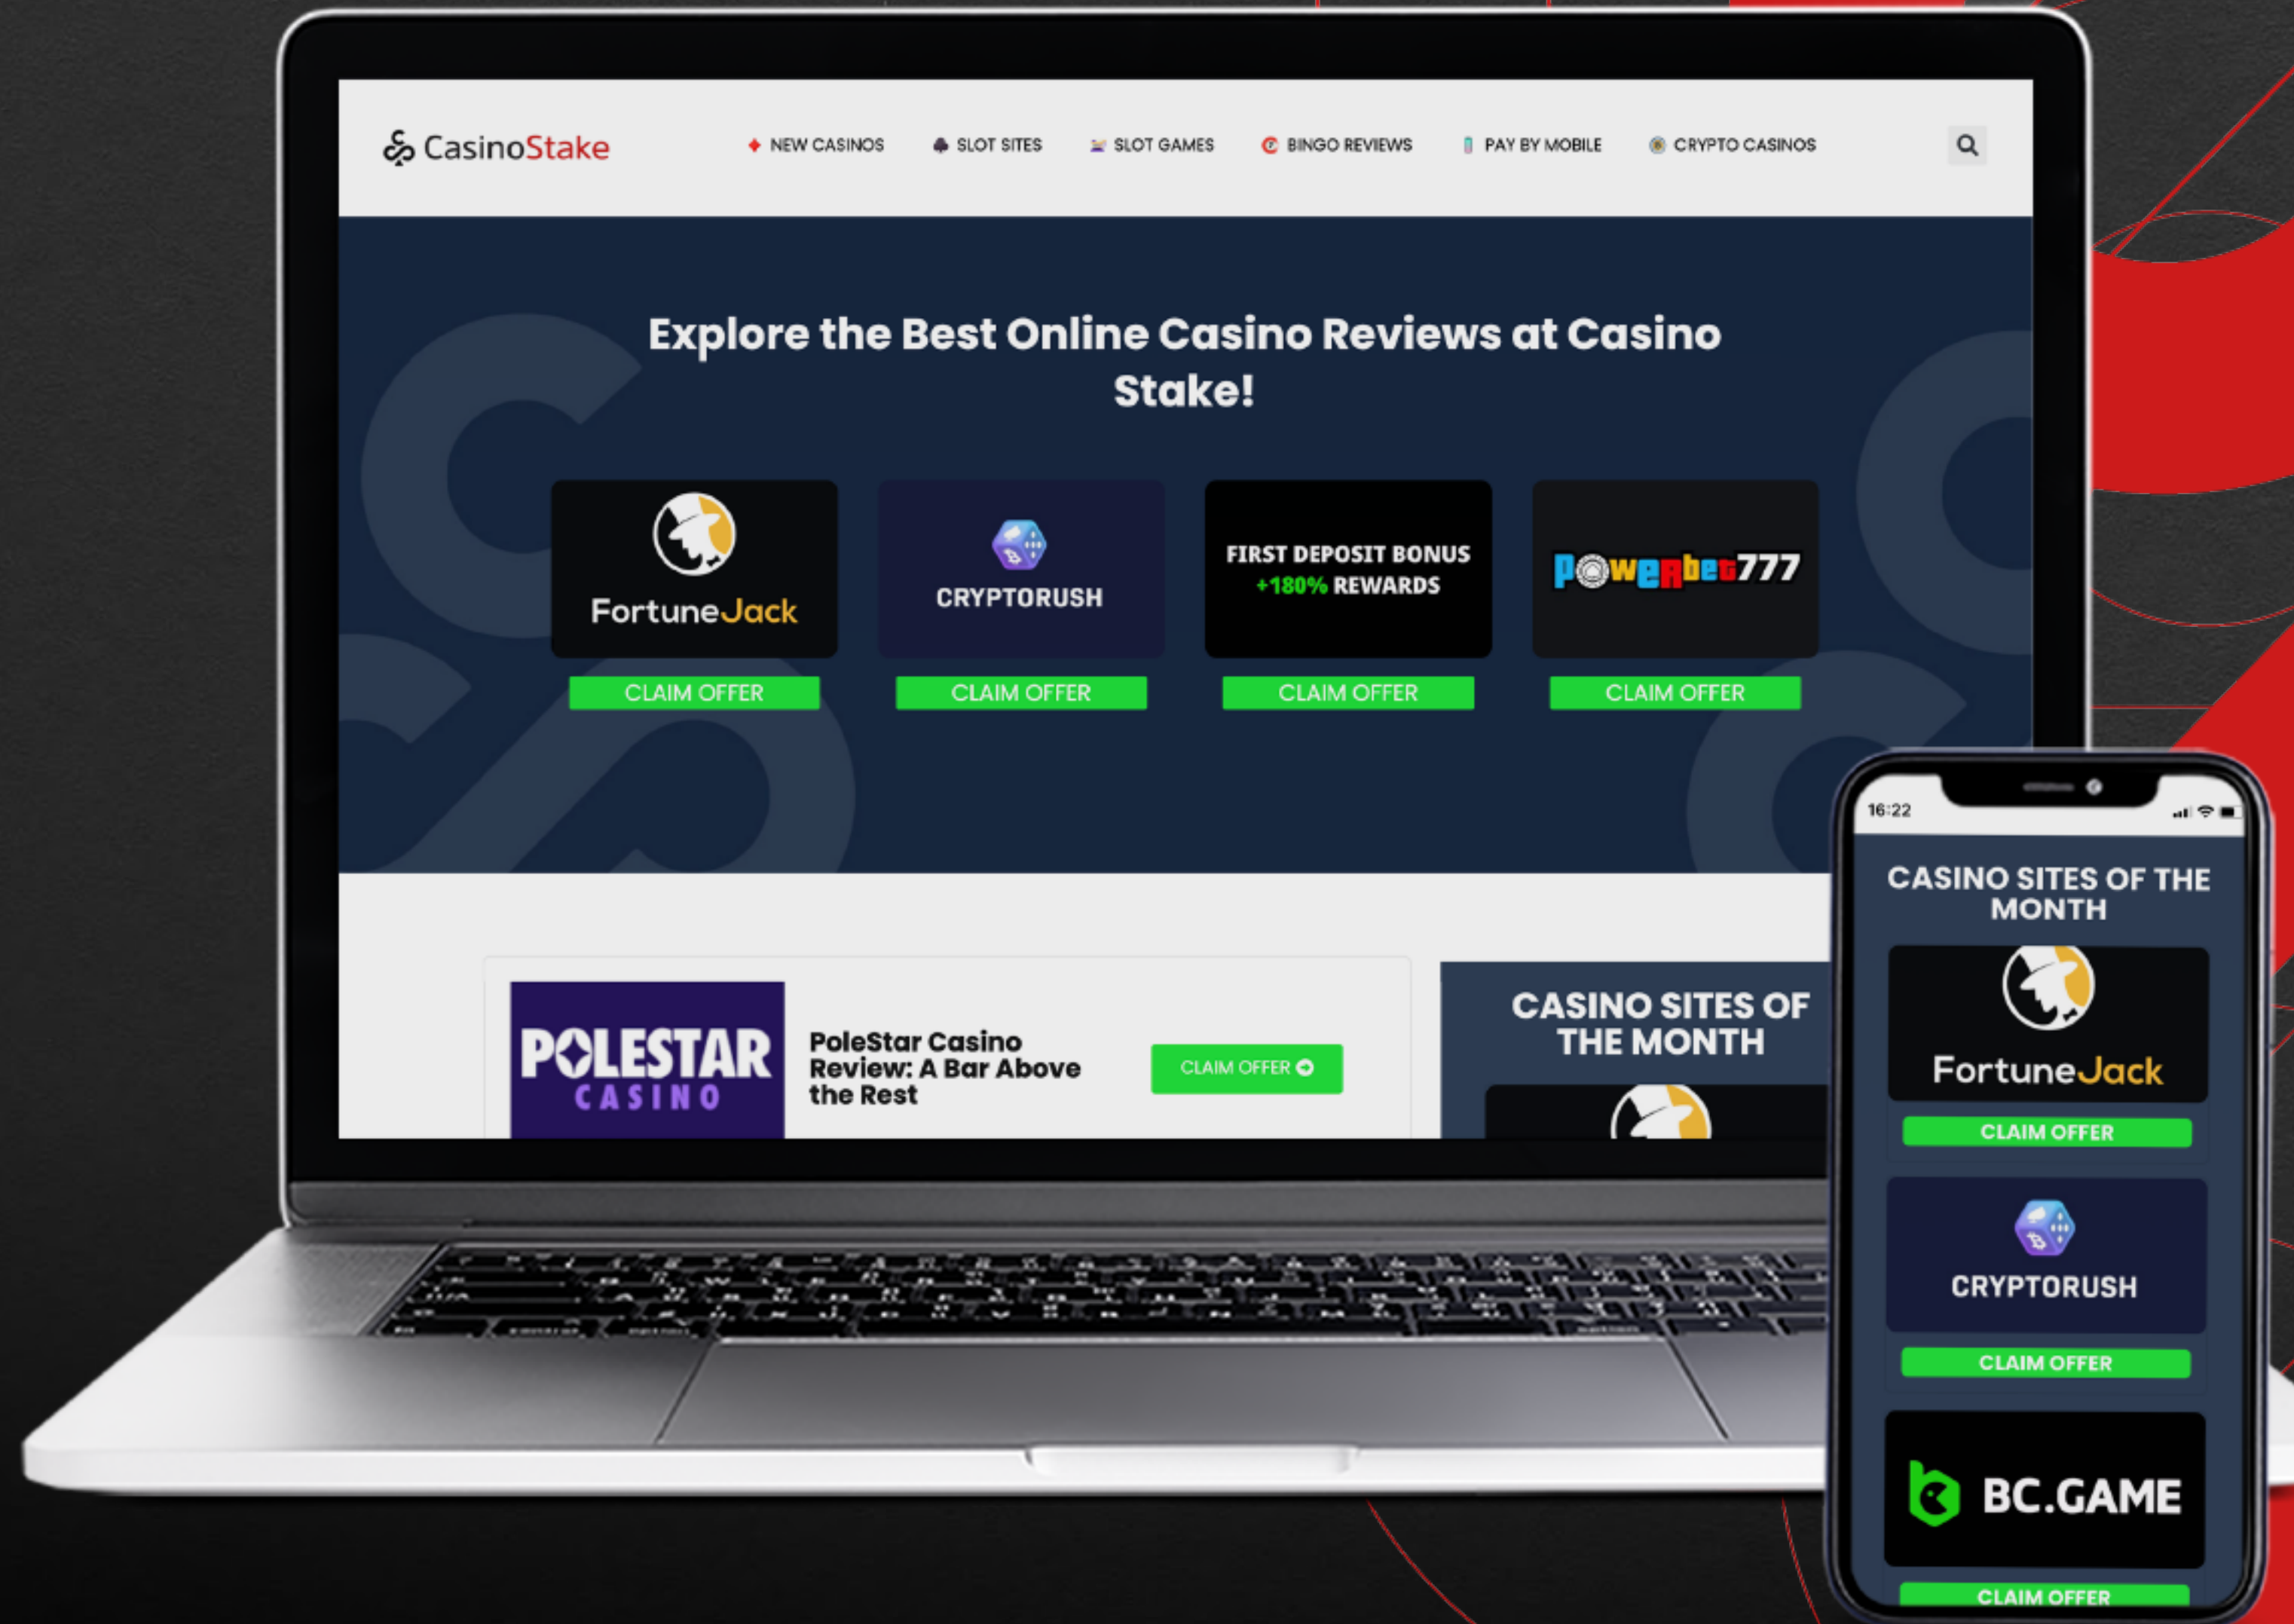 CasinoStake
NEW CASINOS
SLOT SITES
SLOT GAMES
BINGO REVIEWS
PAY BY MOBILE
CRYPTO CASINOS
Explore the Best Online Casino Reviews at Casino
Stake!
FortuneJack
CRYPTORUSH
FIRST DEPOSIT BONUS
+180% REWARDS
POWERbet777
CLAIM OFFER
CLAIM OFFER
CLAIM OFFER
CLAIM OFFER
POLESTAR
CASINO
PoleStar Casino
Review: A Bar Above
the Rest
CLAIM OFFER
CASINO SITES OF
THE MONTH
16:22
CASINO SITES OF THE
MONTH
FortuneJack
CLAIM OFFER
CRYPTORUSH
CLAIM OFFER
BC.GAME
CLAIM OFFER